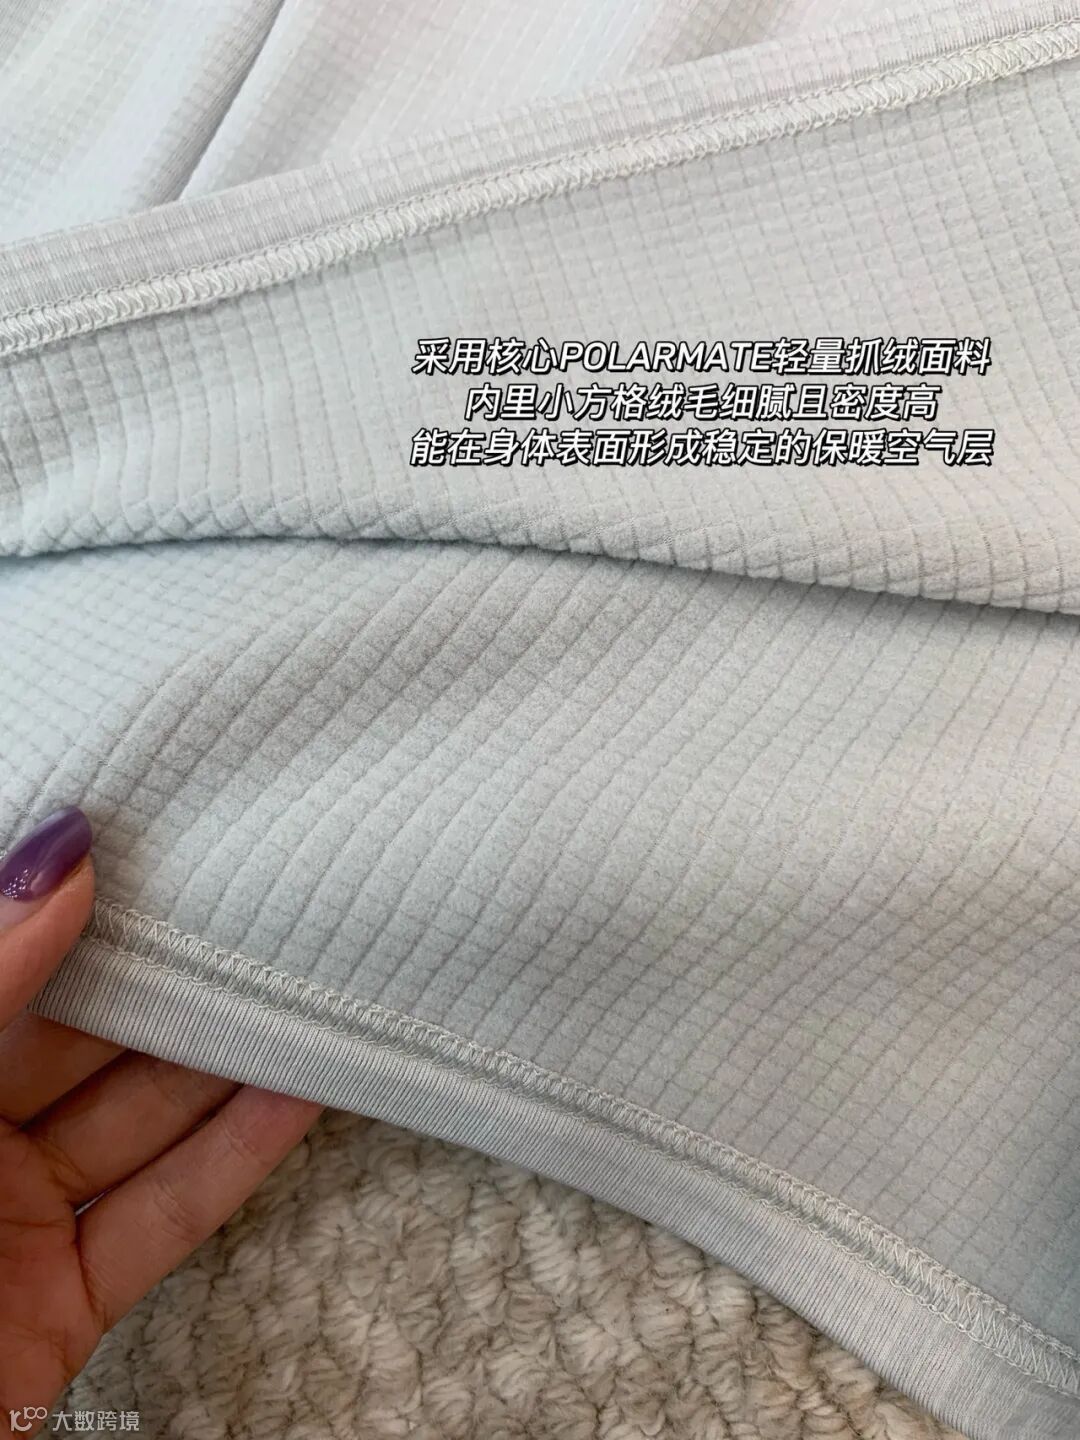 采用核心POLARMATE轻量抓绒面料
内里小方格绒毛细腻且密度高
能在身体表面形成稳定的保暖空气层
大数跨境